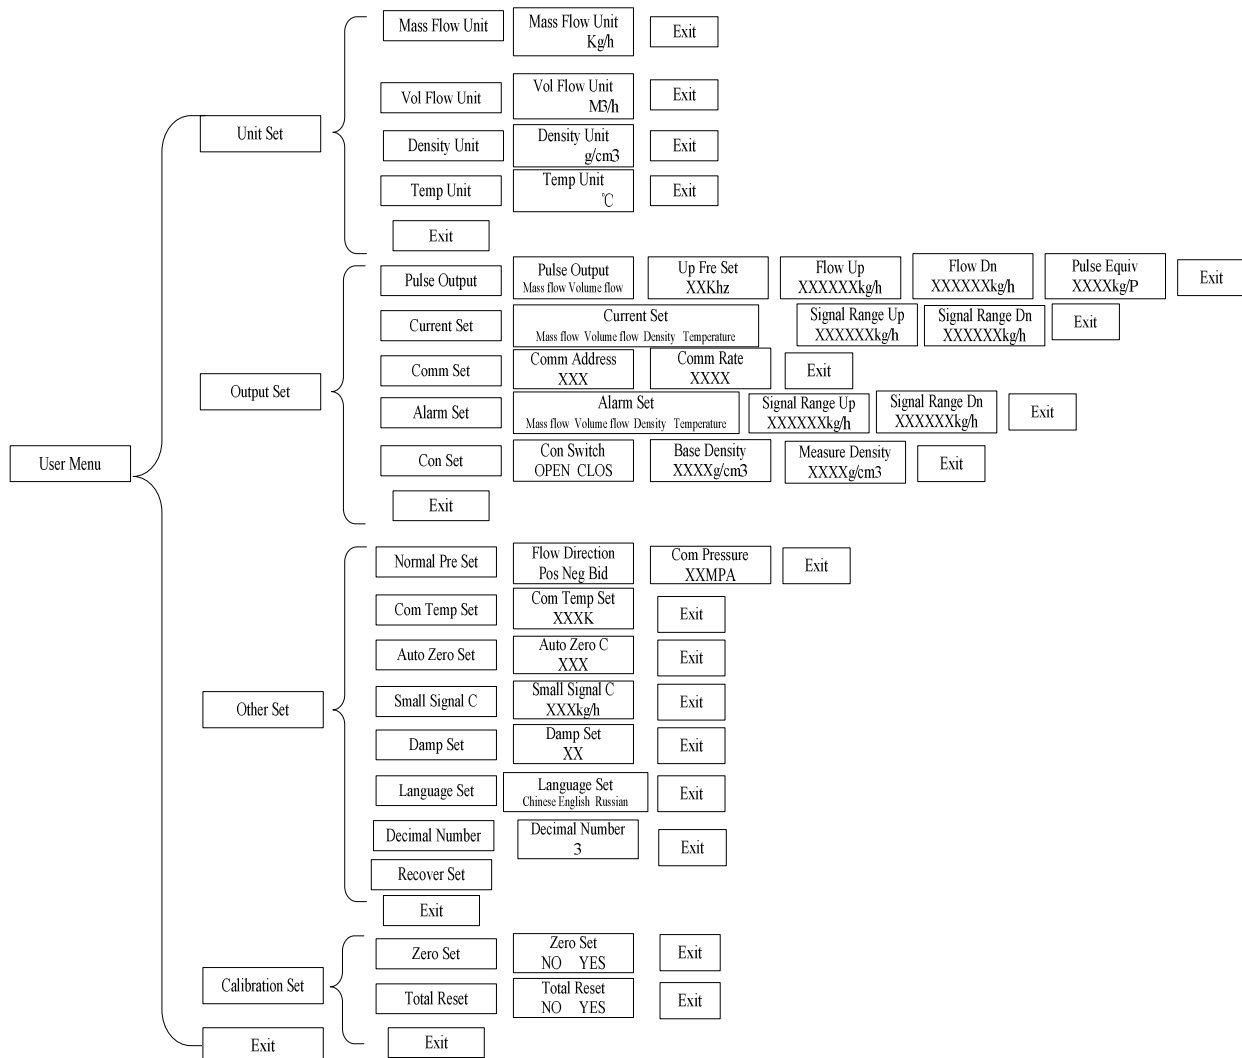 User Menu
Unit Set
Mass Flow Unit
Mass Flow Unit
Kg/h
Exit
Vol Flow Unit
Vol Flow Unit
M3/h
Exit
Density Unit
Density Unit
g/cm3
Exit
Temp Unit
Temp Unit
℃
Exit
Exit
Output Set
Pulse Output
Pulse Output
Mass flow Volume flow
Up Fre Set
XXKhz
Flow Up
XXXXXXkg/h
Flow Dn
XXXXXXkg/h
Pulse Equiv
XXXXkg/P
Exit
Current Set
Current Set
Mass flow Volume flow Density Temperature
Signal Range Up
XXXXXXkg/h
Signal Range Dn
XXXXXXkg/h
Exit
Comm Set
Comm Address
XXX
Comm Rate
XXXX
Exit
Alarm Set
Alarm Set
Mass flow Volume flow Density Temperature
Signal Range Up
XXXXXXkg/h
Signal Range Dn
XXXXXXkg/h
Exit
Con Set
Con Switch
OPEN CLOS
Base Density
XXXXg/cm3
Measure Density
XXXXg/cm3
Exit
Exit
Other Set
Normal Pre Set
Flow Direction
Pos Neg Bid
Com Pressure
XXMPA
Exit
Com Temp Set
Com Temp Set
XXXK
Exit
Auto Zero Set
Auto Zero C
XXX
Exit
Small Signal C
Small Signal C
XXXkg/h
Exit
Damp Set
Damp Set
XX
Exit
Language Set
Language Set
Chinese English Russian
Exit
Decimal Number
Decimal Number
3
Exit
Recover Set
Exit
Calibration Set
Zero Set
Zero Set
NO YES
Exit
Total Reset
Total Reset
NO YES
Exit
Exit
Exit